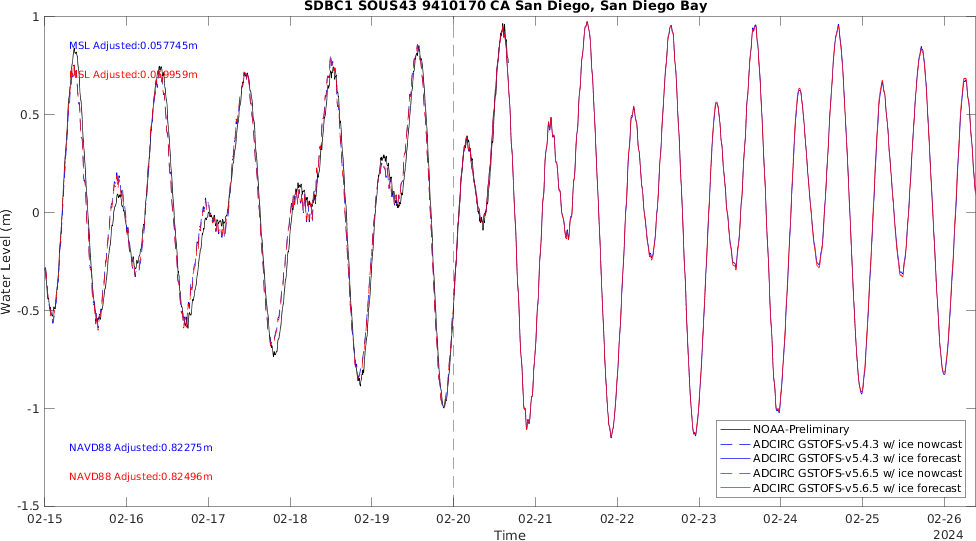 SDBC1 SOUS43 9410170 CA San Diego, San Diego Bay
1
0.5
0
-0.5
-1
-1.5
Water Level (m)
MSL Adjusted:0.057745m
MSL Adjusted:0.059959m
NAVD88 Adjusted:0.82275m
NAVD88 Adjusted:0.82496m
NOAA-Preliminary
ADCIRC GSTOFS-v5.4.3 w/ ice nowcast
ADCIRC GSTOFS-v5.4.3 w/ ice forecast
ADCIRC GSTOFS-v5.6.5 w/ ice nowcast
ADCIRC GSTOFS-v5.6.5 w/ ice forecast
02-15 02-16 02-17 02-18 02-19 02-20 02-21 02-22 02-23 02-24 02-25 02-26
2024
Time